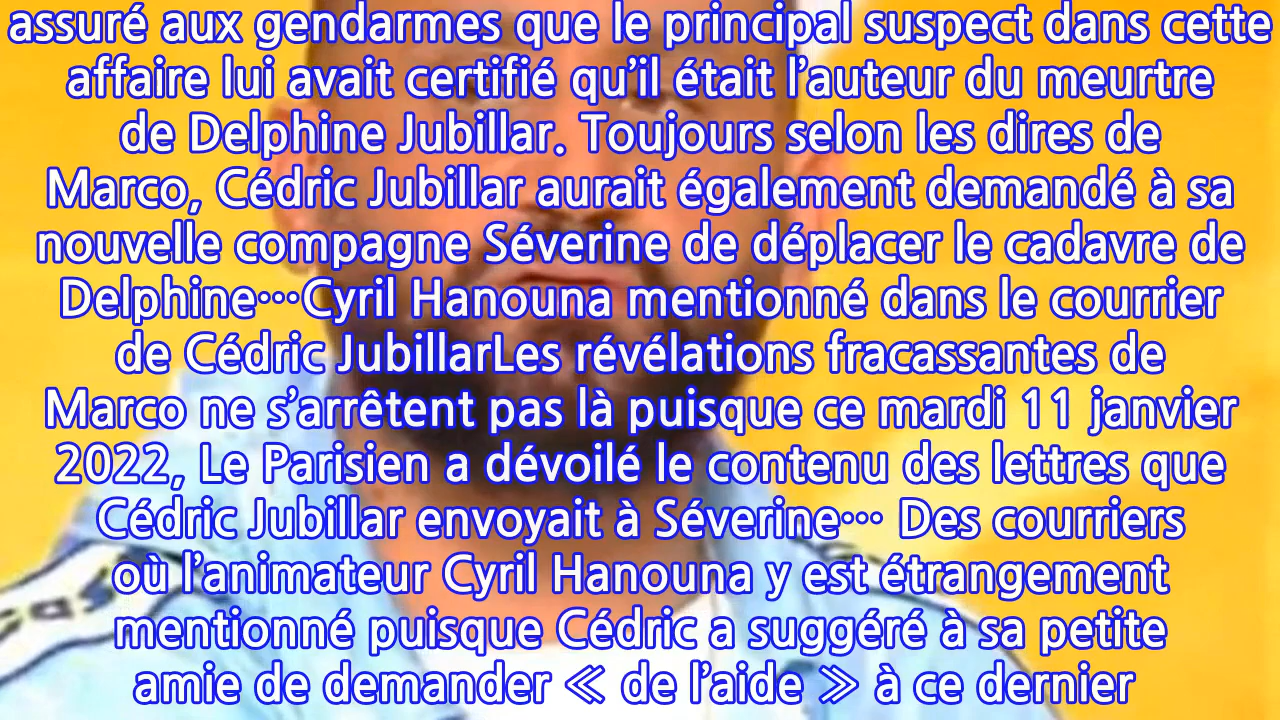 assuré aux gendarmes que le principal suspect dans cette
affaire lui avait certifié qu’il était l’auteur du meurtre
de Delphine Jubillar. Toujours selon les dires de
Marco, Cédric Jubillar aurait également demandé à sa
nouvelle compagne Séverine de déplacer le cadavre de
Delphine…Cyril Hanouna mentionné dans le courrier
de Cédric JubillarLes révélations fracassantes de
Marco ne s’arrêtent pas là puisque ce mardi 11 janvier
2022, Le Parisien a dévoilé le contenu des lettres que
Cédric Jubillar envoyait à Séverine… Des courriers
où l’animateur Cyril Hanouna y est étrangement
mentionné puisque Cédric a suggéré à sa petite
amie de demander ≪ de l’aide ≫ à ce dernier